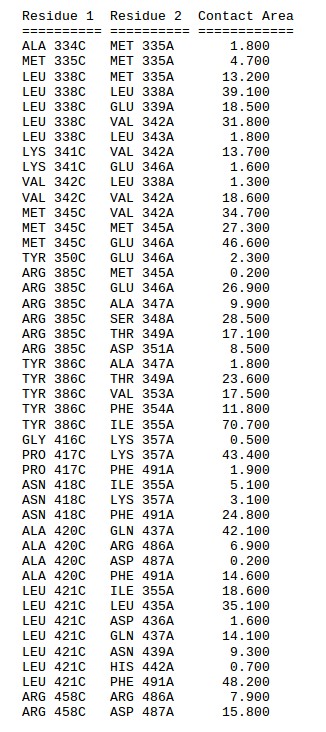 Residue 1  Residue 2  Contact Area
========== ========== ============
ALA 334C   MET 335A       1.800
MET 335C   MET 335A       4.700
LEU 338C   MET 335A      13.200
LEU 338C   LEU 338A      39.100
LEU 338C   GLU 339A      18.500
LEU 338C   VAL 342A      31.800
LEU 338C   LEU 343A       1.800
LYS 341C   VAL 342A      13.700
LYS 341C   GLU 346A       1.600
VAL 342C   LEU 338A       1.300
VAL 342C   VAL 342A      18.600
MET 345C   VAL 342A      34.700
MET 345C   MET 345A      27.300
MET 345C   GLU 346A      46.600
TYR 350C   GLU 346A       2.300
ARG 385C   MET 345A       0.200
ARG 385C   GLU 346A      26.900
ARG 385C   ALA 347A       9.900
ARG 385C   SER 348A      28.500
ARG 385C   THR 349A      17.100
ARG 385C   ASP 351A       8.500
TYR 386C   ALA 347A       1.800
TYR 386C   THR 349A      23.600
TYR 386C   VAL 353A      17.500
TYR 386C   PHE 354A      11.800
TYR 386C   ILE 355A      70.700
GLY 416C   LYS 357A       0.500
PRO 417C   LYS 357A      43.400
PRO 417C   PHE 491A       1.900
ASN 418C   ILE 355A       5.100
ASN 418C   LYS 357A       3.100
ASN 418C   PHE 491A      24.800
ALA 420C   GLN 437A      42.100
ALA 420C   ARG 486A       6.900
ALA 420C   ASP 487A       0.200
ALA 420C   PHE 491A      14.600
LEU 421C   ILE 355A      18.600
LEU 421C   LEU 435A      35.100
LEU 421C   ASP 436A       1.600
LEU 421C   GLN 437A      14.100
LEU 421C   ASN 439A       9.300
LEU 421C   HIS 442A       0.700
LEU 421C   PHE 491A      48.200
ARG 458C   ARG 486A       7.900
ARG 458C   ASP 487A      15.800